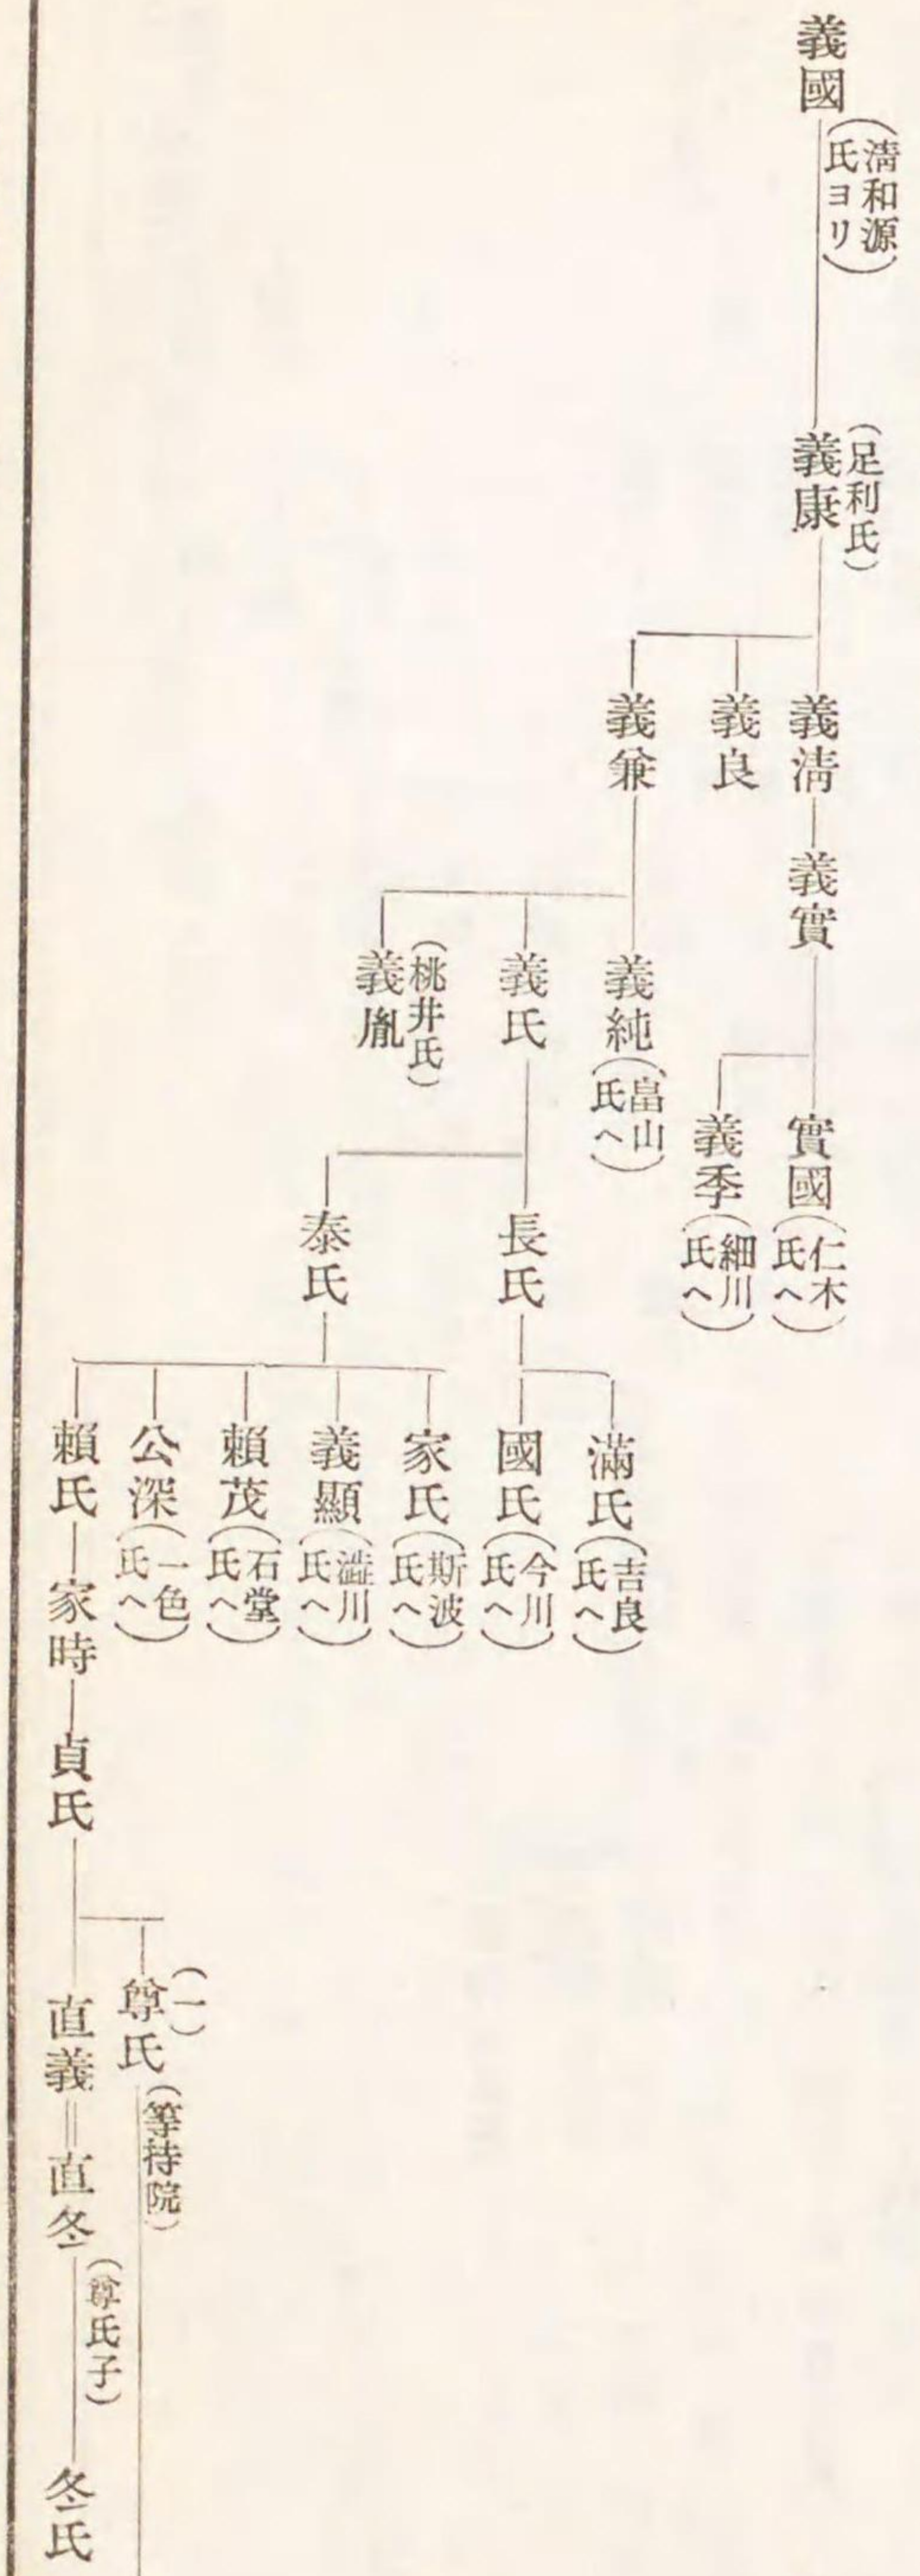 義國
(清和源
氏ヨリ)
(足利氏)
義康
義淸
義良
義兼
義實
義純
(畠山
氏へ)
義氏
(桃井氏)
義胤
實國
(仁木
氏へ)
義季
(細川
氏へ)
長氏
泰氏
滿氏
(吉良
氏へ)
國氏
(今川
氏へ)
家氏
(斯波
氏へ)
義顯
(澁川
氏へ)
賴茂
(石堂
氏へ)
公深
(一色
氏へ)
賴氏
家時
貞氏
(一)
尊氏
(等持院)
直義
直冬
(尊氏子)
冬氏